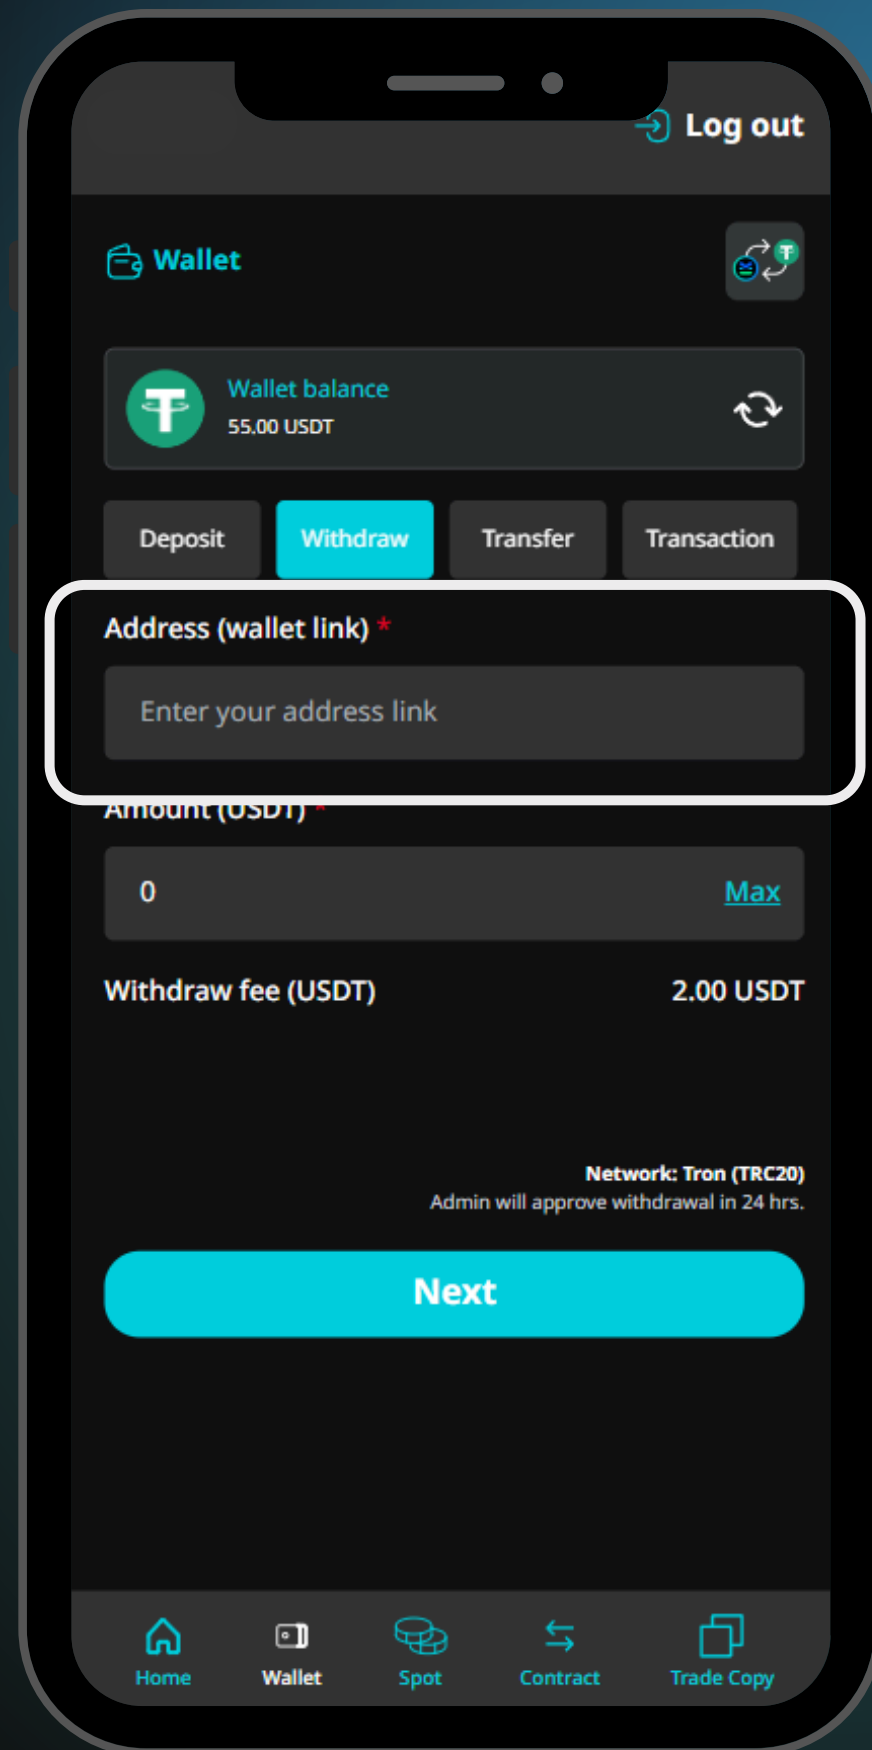 Log out
Wallet
Wallet balance
55.00 USDT
Deposit Withdraw Transfer Transaction
Address (wallet link) *
Enter your address link
Amount (USDT) *
0 Max
Withdraw fee (USDT) 2.00 USDT
Network: Tron (TRC20)
Admin will approve withdrawal in 24 hrs.
Next
Home Wallet Spot Contract Trade Copy